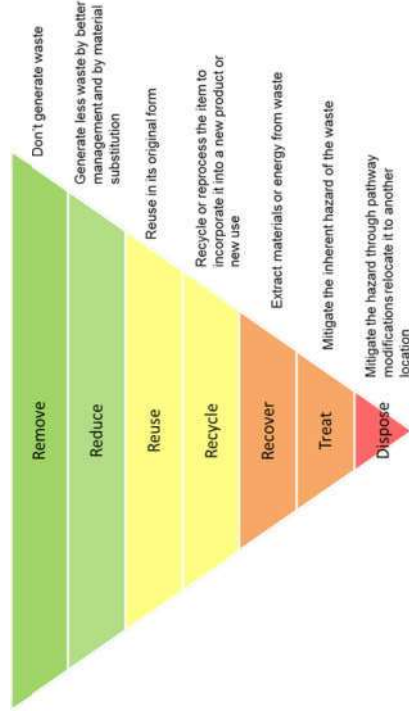 Remove
Don't generate waste
Reduce
Generate less waste by better
management and by material
substitution
Reuse
Reuse in its original form
Recycle
Recycle or reprocess the item to
incorporate it into a new product or
new use
Recover
Extract materials or energy from waste
Treat
Mitigate the inherent hazard of the waste
Dispose
Mitigate the hazard through pathway
modifications relocate it to another
location